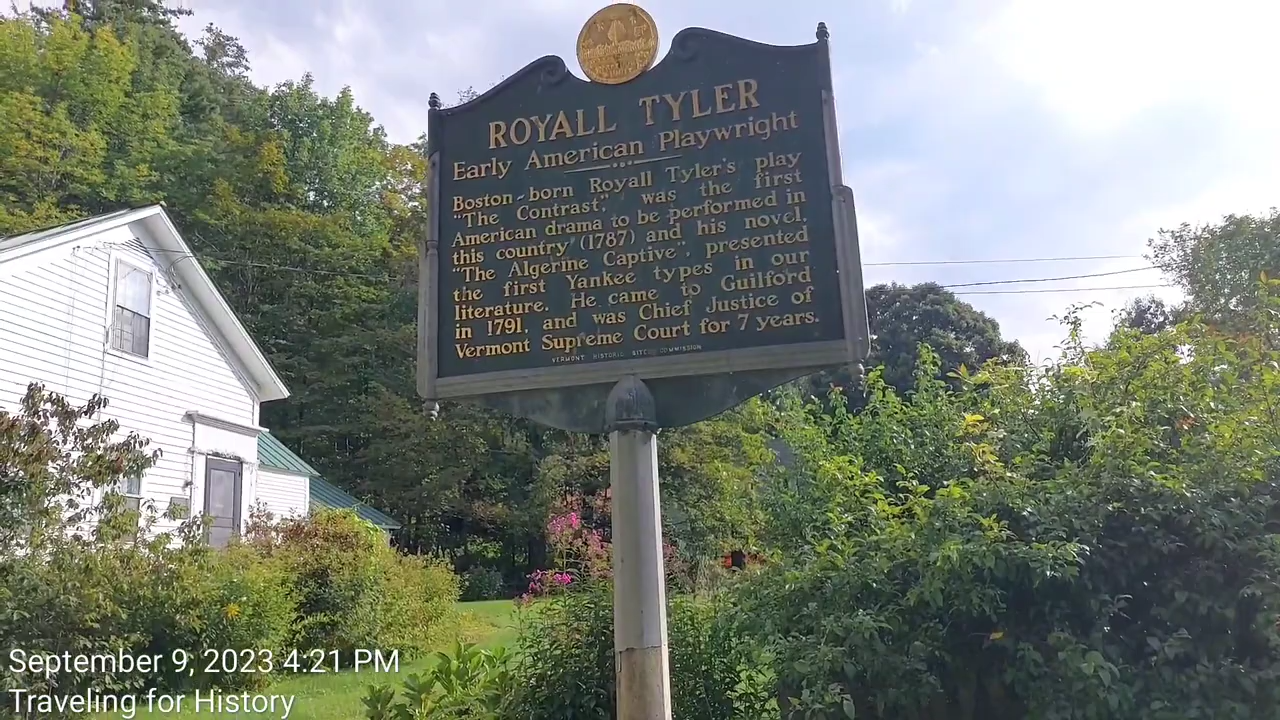 ROYALL TYLER
Early American Playwright
Boston-born Royall Tyler's play
"The Contrast", was the first
American drama to be performed in
this country (1787) and his novel,
"The Algerine Captive", presented
the first Yankee types in our
literature. He came to Guilford
in 1791, and was Chief Justice of
Vermont Supreme Court for 7 years.
VERMONT HISTORIC SITES COMMISSION
September 9, 2023 4:21 PM
Traveling for History